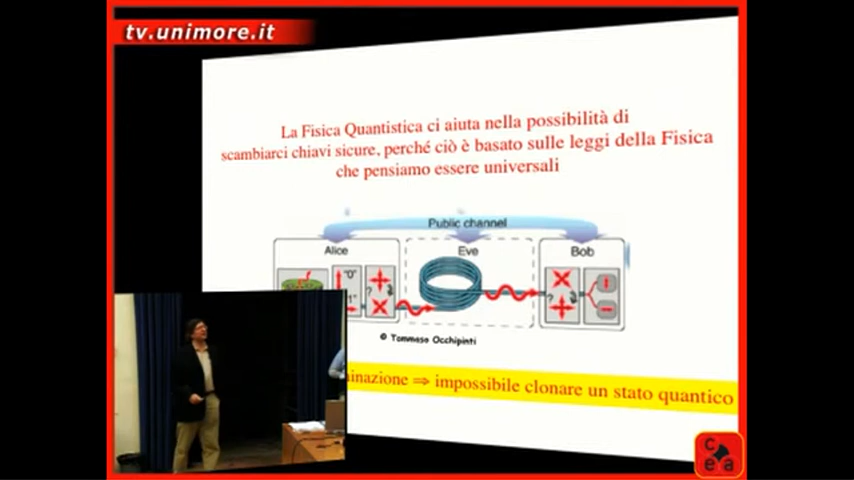 tv.unimore.it
La Fisica Quantistica ci aiuta nella possibilità di
scambiarci chiavi sicure, perché ciò è basato sulle leggi della Fisica
che pensiamo essere universali
Public channel
Alice
Eve
Bob
"0"
"1"
?
?
© Tommaso Occhipinti
inazione ⇒ impossibile clonare un stato quantico
c
e a